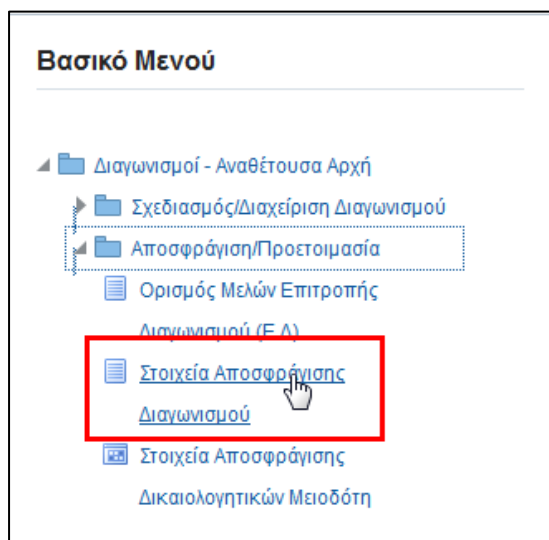 Βασικό Μενού
Διαγωνισμοί - Αναθέτουσα Αρχή
Σχεδιασμός/Διαχείριση Διαγωνισμού
Αποσφράγιση/Προετοιμασία
Ορισμός Μελών Επιτροπής
Διαγωνισμού (Ε.Δ)
Στοιχεία Αποσφράγισης
Διαγωνισμού
Στοιχεία Αποσφράγισης
Δικαιολογητικών Μειοδότη